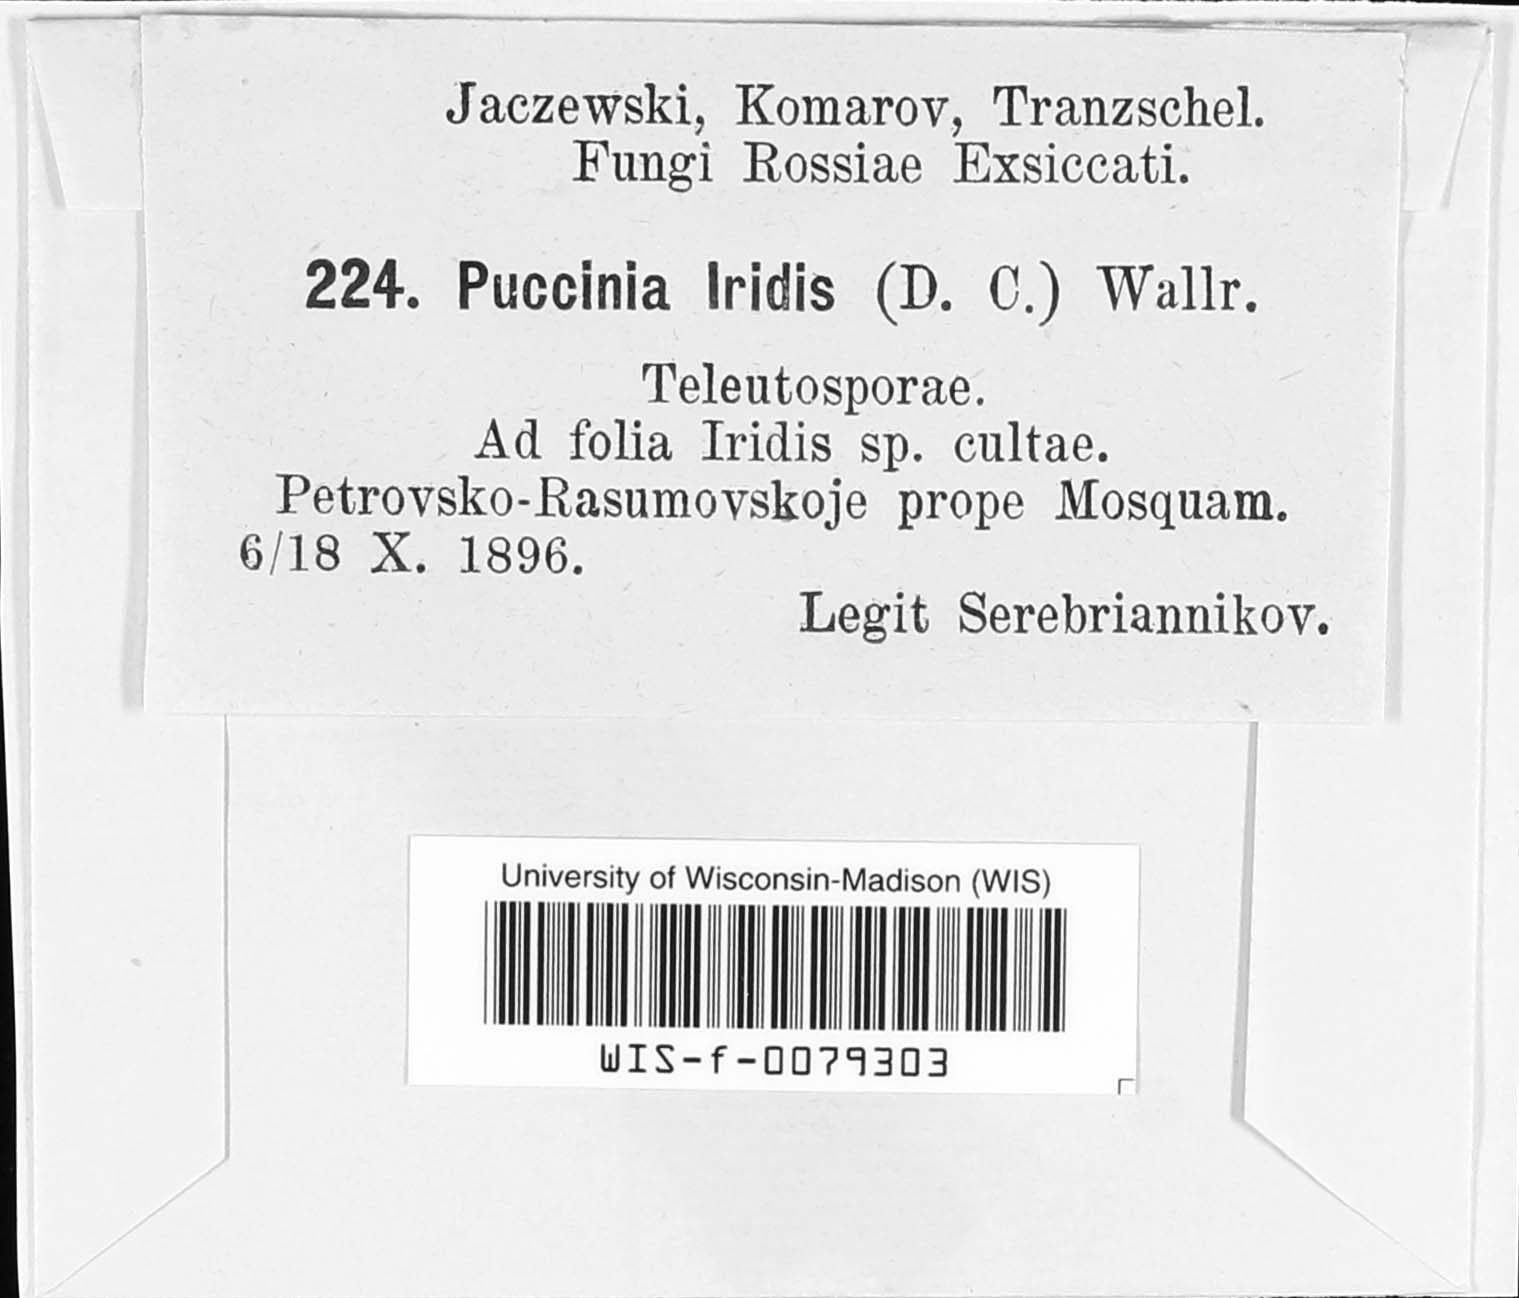 Jaczewski, Komarov, Tranzschel.
Fungi Rossiae Exsiccati.
224. Puccinia Iridis (D. C.) Wallr.
Teleutosporae.
Ad folia Iridis sp. cultae.
Petrovsko-Rasumovskoje prope Mosquam.
6/18 X. 1896.
Legit Serebriannikov.
University of Wisconsin-Madison (WIS)
WIS-f-0079303